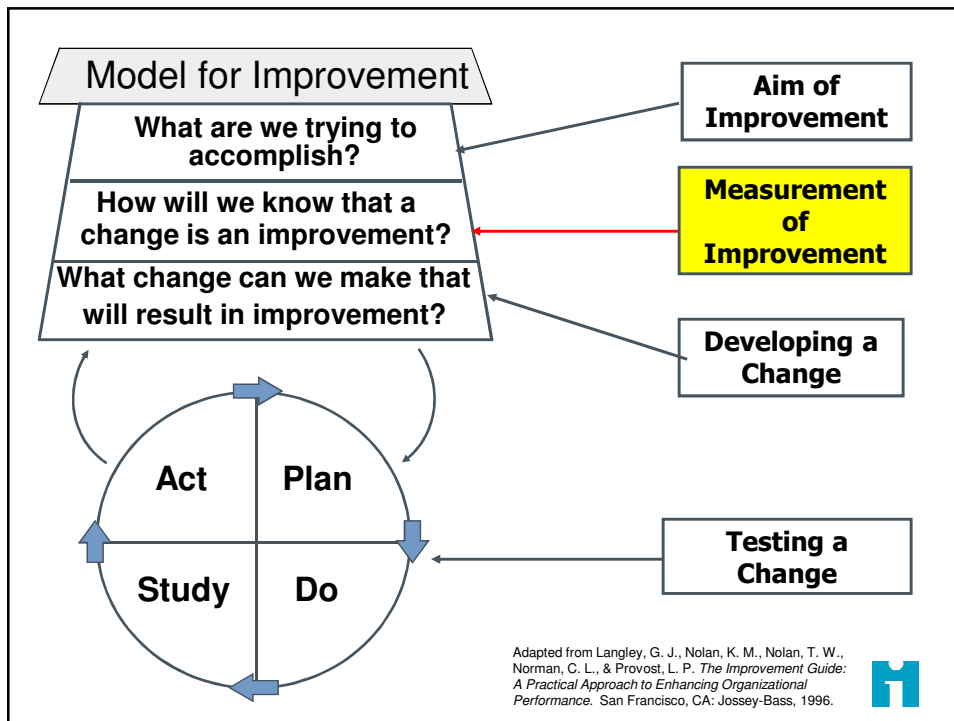 Model for Improvement
What are we trying to
accomplish?
How will we know that a
change is an improvement?
What change can we make that
will result in improvement?
Aim of
Improvement
Measurement
of
Improvement
Developing a
Change
Act
Plan
Study
Do
Testing a
Change
Adapted from Langley, G. J., Nolan, K. M., Nolan, T. W.,
Norman, C. L., & Provost, L. P. The Improvement Guide:
A Practical Approach to Enhancing Organizational
Performance. San Francisco, CA: Jossey-Bass, 1996.